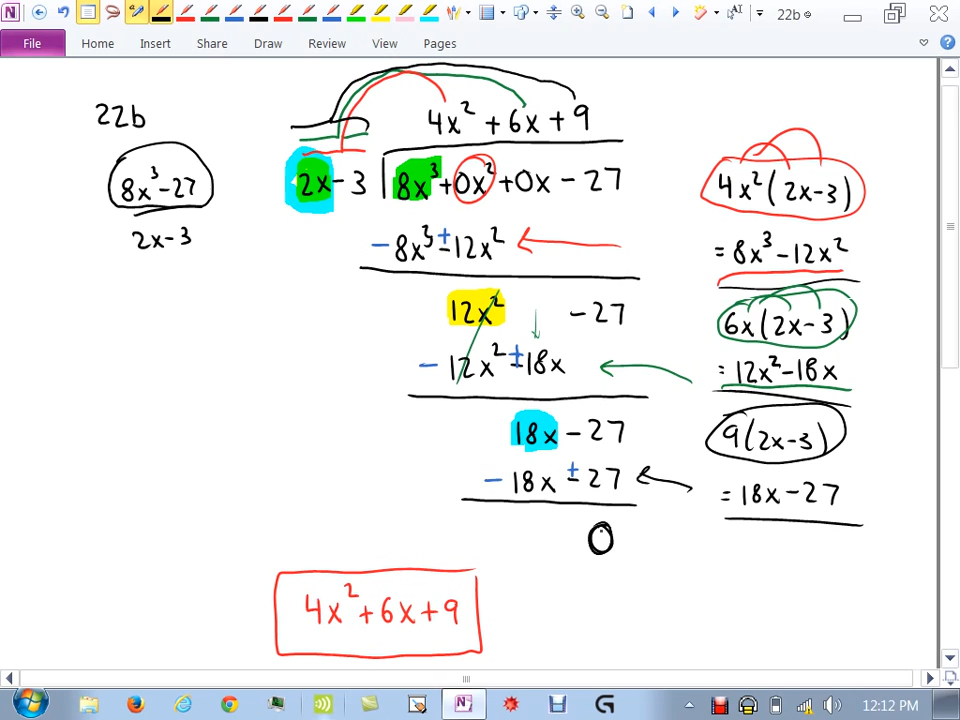 22b
File Home Insert Share Draw Review View Pages
22b
4x² + 6x + 9
8x³ - 27
2x - 3
2x - 3 8x³ + 0x² + 0x - 27
4x² (2x - 3)
- 8x³ ± 12x²
= 8x³ - 12x²
12x² - 27
6x (2x - 3)
- 12x² ± 18x
= 12x² - 18x
18x - 27
9 (2x - 3)
- 18x ± 27
= 18x - 27
0
4x² + 6x + 9
12:12 PM